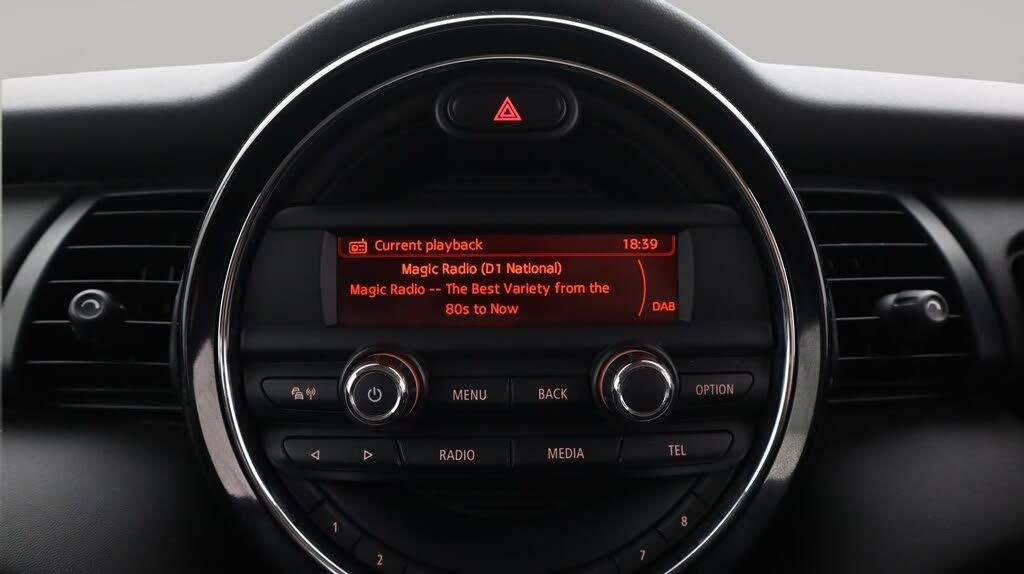 Current playback 18:39
Magic Radio (D1 National)
Magic Radio -- The Best Variety from the
80s to Now
DAB
MENU BACK OPTION
RADIO MEDIA TEL
1 8
2 7